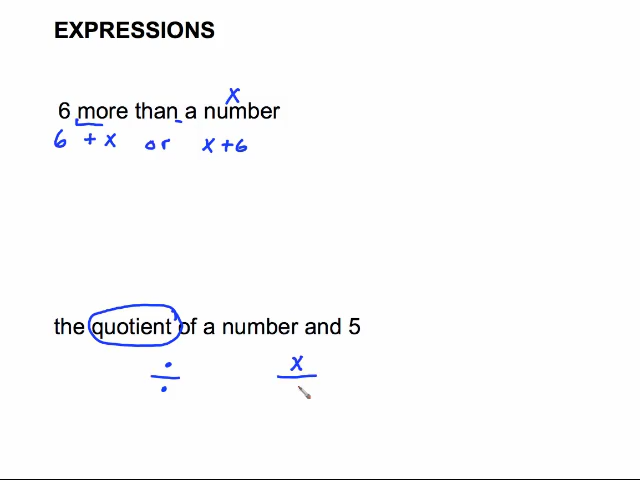 EXPRESSIONS
x
6 more than a number
6 + x or x + 6
the quotient of a number and 5
÷ x